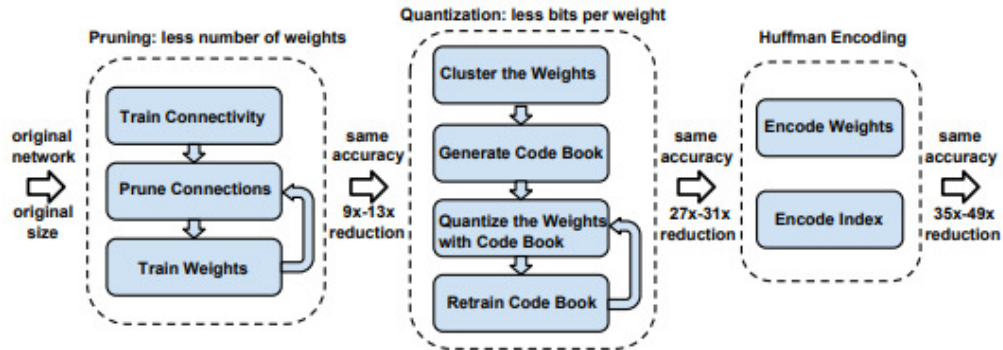 Quantization: less bits per weight
Pruning: less number of weights
Huffman Encoding
original
network
original
size
Train Connectivity
Prune Connections
Train Weights
same
accuracy
9x-13x
reduction
Cluster the Weights
Generate Code Book
Quantize the Weights
with Code Book
Retrain Code Book
same
accuracy
27x-31x
reduction
Encode Weights
Encode Index
same
accuracy
35x-49x
reduction